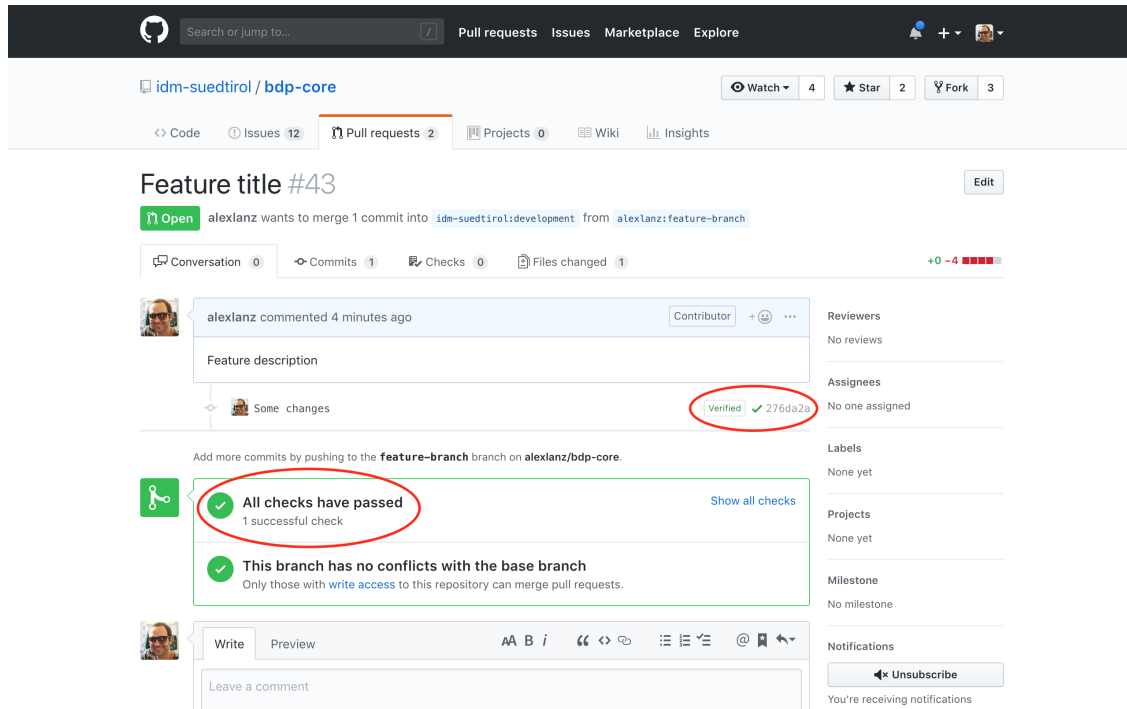 Search or jump to... / Pull requests Issues Marketplace Explore
idm-suedtirol / bdp-core Watch 4 Star 2 Fork 3
Code Issues 12 Pull requests 2 Projects 0 Wiki Insights
Feature title #43 Edit
Open alexlanz wants to merge 1 commit into idm-suedtirol:development from alexlanz:feature-branch
Conversation 0 Commits 1 Checks 0 Files changed 1 +0 −4
alexlanz commented 4 minutes ago Contributor
Feature description
Some changes Verified 276da2a
Add more commits by pushing to the feature-branch branch on alexlanz/bdp-core.
All checks have passed Show all checks
1 successful check
This branch has no conflicts with the base branch
Only those with write access to this repository can merge pull requests.
Write Preview AA B i @
Leave a comment
Reviewers
No reviews
Assignees
No one assigned
Labels
None yet
Projects
None yet
Milestone
No milestone
Notifications
Unsubscribe
You're receiving notifications